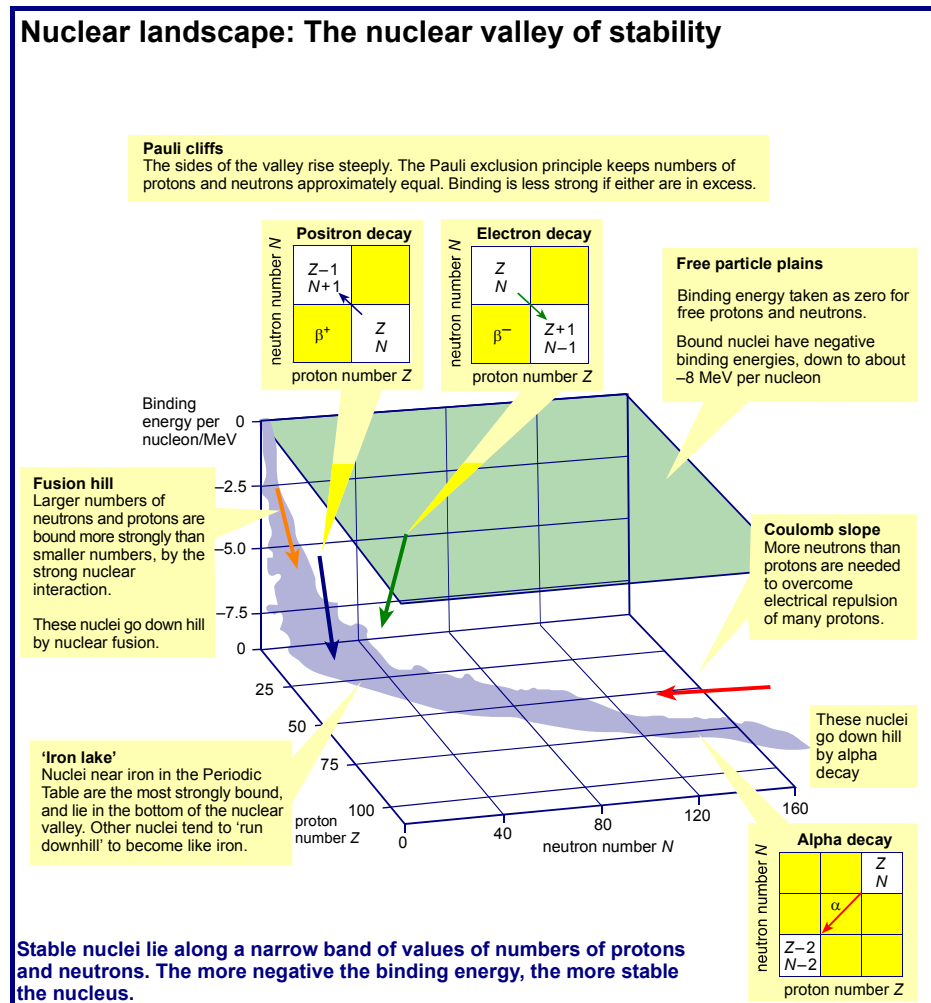 Nuclear landscape: The nuclear valley of stability
Pauli cliffs
The sides of the valley rise steeply. The Pauli exclusion principle keeps numbers of
protons and neutrons approximately equal. Binding is less strong if either are in excess.
Positron decay
neutron number N
Z–1
N+1
β+
Z
N
proton number Z
Electron decay
neutron number N
Z
N
β–
Z+1
N–1
proton number Z
Free particle plains
Binding energy taken as zero for
free protons and neutrons.
Bound nuclei have negative
binding energies, down to about
–8 MeV per nucleon
Binding
energy per
nucleon/MeV
0
–2.5
–5.0
–7.5
0
25
50
75
100
proton
number Z
0
40
80
120
160
neutron number N
Fusion hill
Larger numbers of
neutrons and protons are
bound more strongly than
smaller numbers, by the
strong nuclear
interaction.
These nuclei go down hill
by nuclear fusion.
Coulomb slope
More neutrons than
protons are needed
to overcome
electrical repulsion
of many protons.
These nuclei
go down hill
by alpha
decay
‘Iron lake’
Nuclei near iron in the Periodic
Table are the most strongly bound,
and lie in the bottom of the nuclear
valley. Other nuclei tend to ‘run
downhill’ to become like iron.
Alpha decay
neutron number N
Z
N
α
Z–2
N–2
proton number Z
Stable nuclei lie along a narrow band of values of numbers of protons
and neutrons. The more negative the binding energy, the more stable
the nucleus.